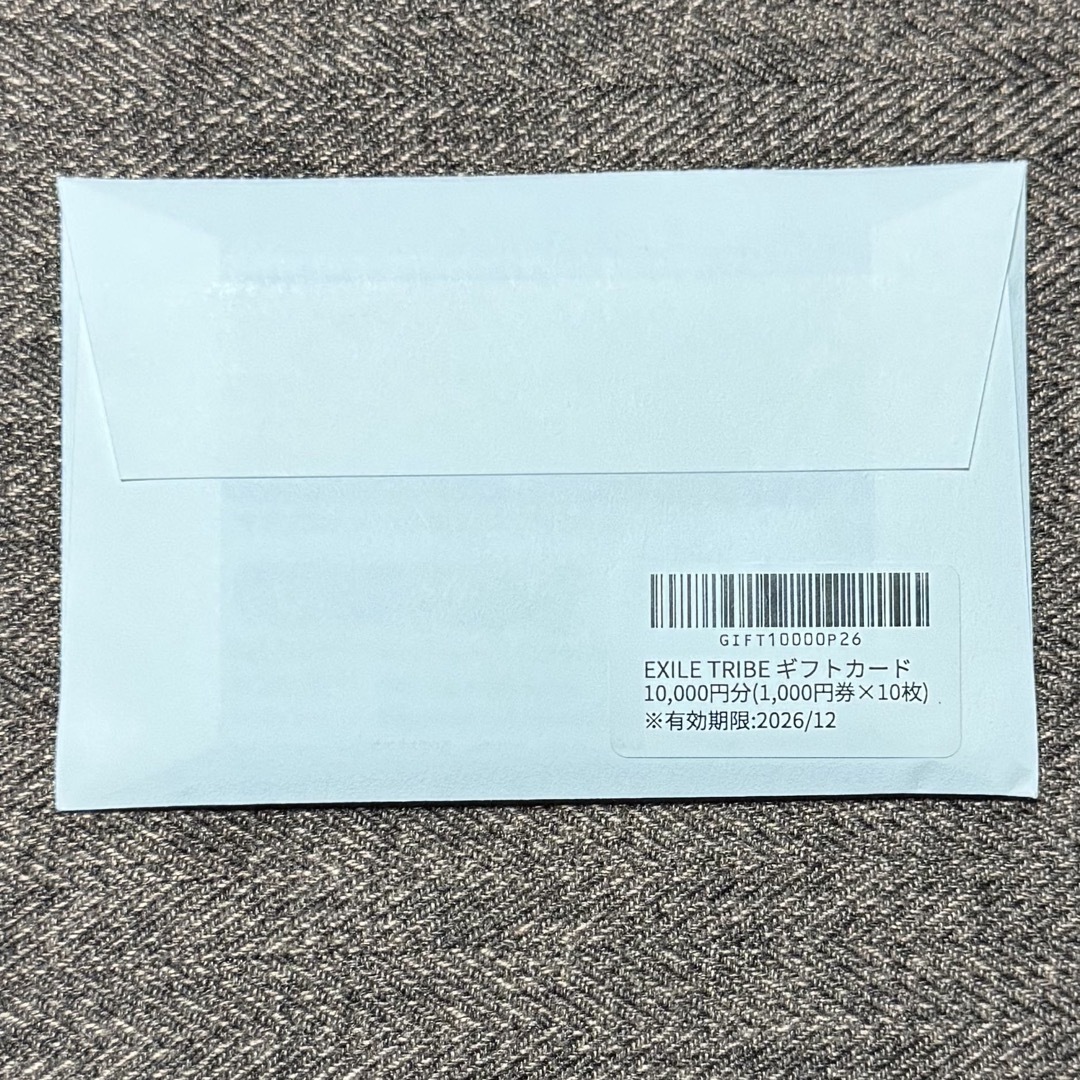 GIFT10000P26
EXILE TRIBE ギフトカード
10,000円分(1,000円券×10枚)
※有効期限:2026/12